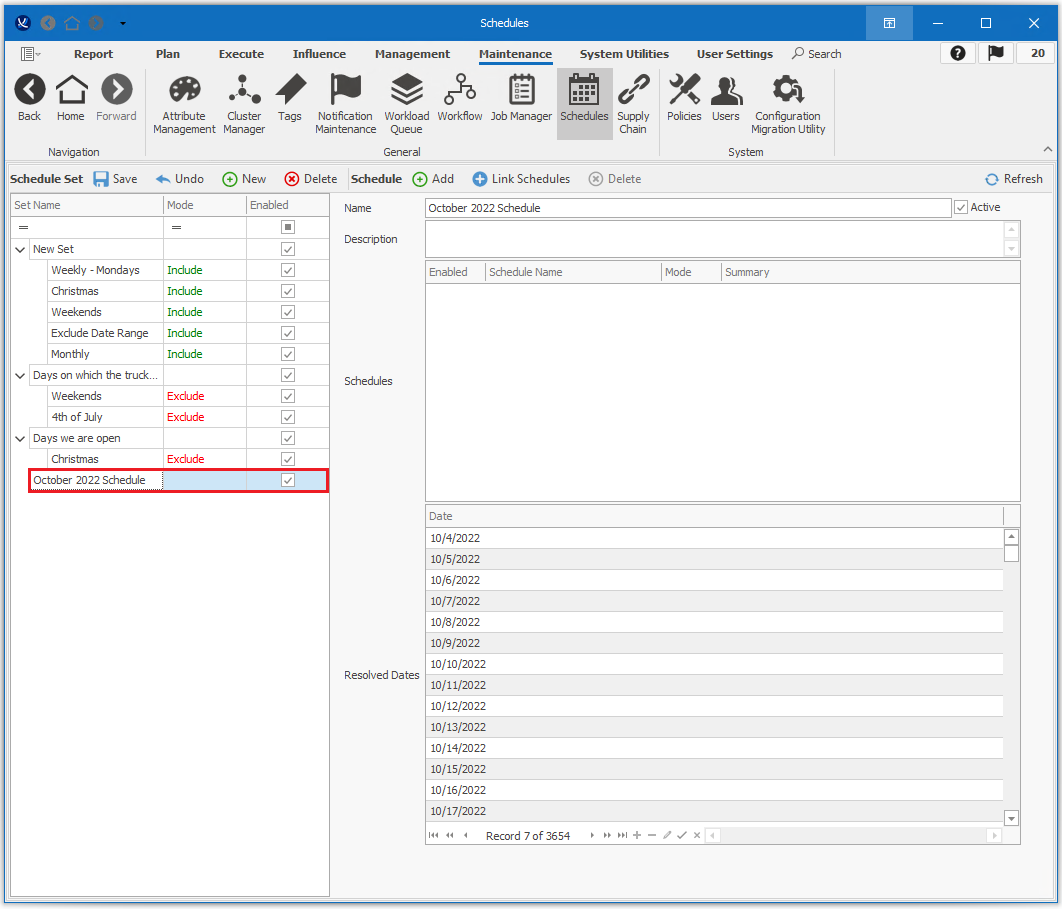 Schedules
Report Plan Execute Influence Management Maintenance System Utilities User Settings Search 20
Back Home Forward Attribute Management Cluster Manager Tags Notification Maintenance Workload Queue Workflow Job Manager Schedules Supply Chain Policies Users Configuration Migration Utility
Navigation General System
Schedule Set Save Undo New Delete Schedule Add Link Schedules Delete Refresh
Set Name Mode Enabled
= =
New Set
Weekly - Mondays Include
Christmas Include
Weekends Include
Exclude Date Range Include
Monthly Include
Days on which the truck...
Weekends Exclude
4th of July Exclude
Days we are open
Christmas Exclude
October 2022 Schedule
Name October 2022 Schedule Active
Description
Enabled Schedule Name Mode Summary
Schedules
Date
10/4/2022
10/5/2022
10/6/2022
10/7/2022
10/8/2022
10/9/2022
10/10/2022
Resolved Dates
10/11/2022
10/12/2022
10/13/2022
10/14/2022
10/15/2022
10/16/2022
10/17/2022
Record 7 of 3654